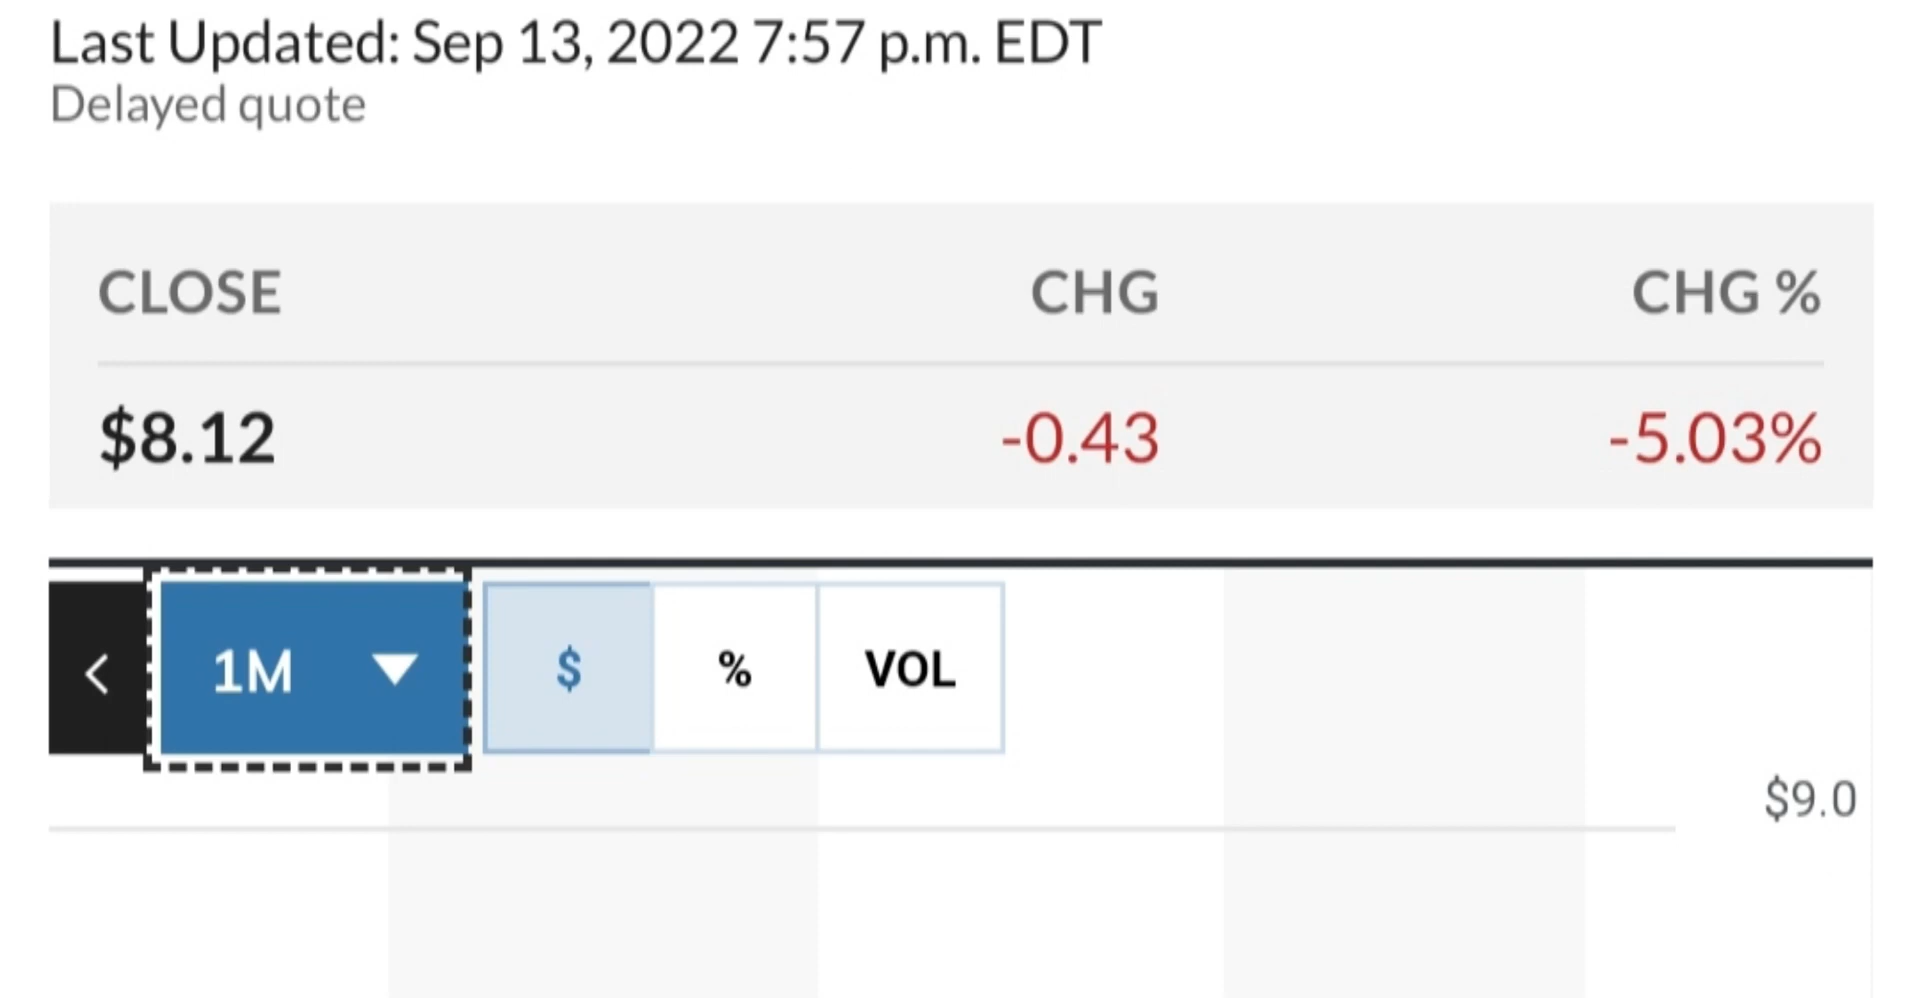 Last Updated: Sep 13, 2022 7:57 p.m. EDT
Delayed quote
CLOSE CHG CHG %
$8.12 -0.43 -5.03%
1M $ % VOL
$9.0